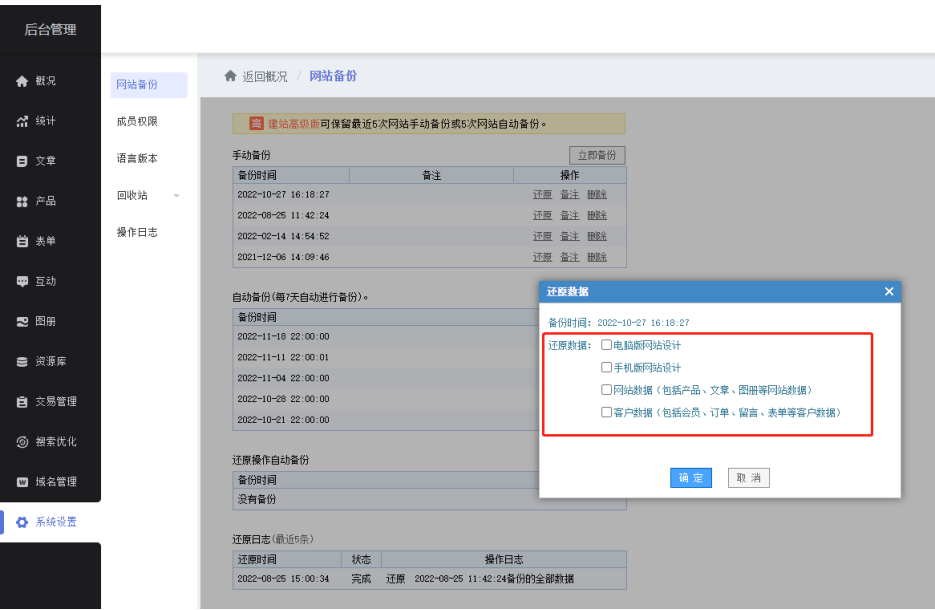 后台管理
概况
统计
文章
产品
表单
互动
图册
资源库
交易管理
搜索优化
域名管理
系统设置
网站备份
成员权限
语言版本
回收站
操作日志
返回概况 / 网站备份
高 建站高级版可保留最近5次网站手动备份或5次网站自动备份。
手动备份 立即备份
备份时间 备注 操作
2022-10-27 16:18:27 还原 备注 删除
2022-08-25 11:42:24 还原 备注 删除
2022-02-14 14:54:52 还原 备注 删除
2021-12-06 14:09:46 还原 备注 删除
自动备份(每7天自动进行备份)。
备份时间
2022-11-18 22:00:00
2022-11-11 22:00:01
2022-11-04 22:00:00
2022-10-28 22:00:00
2022-10-21 22:00:00
还原操作自动备份
备份时间
没有备份
还原日志(最近5条)
还原时间 状态 操作日志
2022-08-25 15:00:34 完成 还原 2022-08-25 11:42:24备份的全部数据
还原数据
备份时间: 2022-10-27 16:18:27
还原数据: 电脑版网站设计
手机版网站设计
网站数据(包括产品、文章、图册等网站数据)
客户数据(包括会员、订单、留言、表单等客户数据)
确 定 取 消